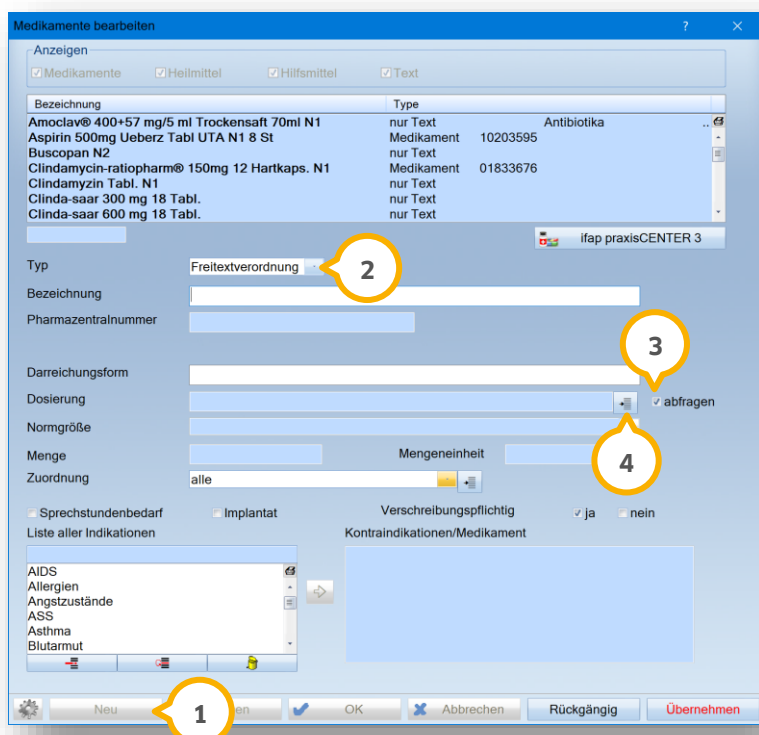 Medikamente bearbeiten ? ×
Anzeigen
Medikamente Heilmittel Hilfsmittel Text
Bezeichnung Type
Amoclav® 400+57 mg/5 ml Trockensaft 70ml N1 nur Text Antibiotika ..
Aspirin 500mg Ueberz Tabl UTA N1 8 St Medikament 10203595
Buscopan N2 nur Text
Clindamycin-ratiopharm® 150mg 12 Hartkaps. N1 Medikament 01833676
Clindamyzin Tabl. N1 nur Text
Clinda-saar 300 mg 18 Tabl. nur Text
Clinda-saar 600 mg 18 Tabl. nur Text
ifap praxisCENTER 3
Typ Freitextverordnung 2
Bezeichnung
Pharmazentralnummer
3
Darreichungsform
Dosierung abfragen
Normgröße
4
Menge Mengeneinheit
Zuordnung alle
Sprechstundenbedarf Implantat Verschreibungspflichtig ja nein
Liste aller Indikationen Kontraindikationen/Medikament
AIDS
Allergien
Angstzustände
ASS
Asthma
Blutarmut
Neu 1 en OK Abbrechen Rückgängig Übernehmen